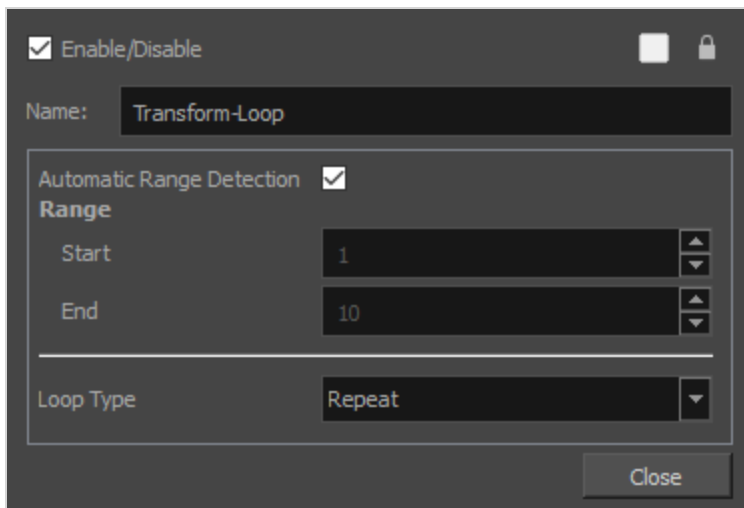 Enable/Disable
Name: Transform-Loop
Automatic Range Detection
Range
Start 1
End 10
Loop Type Repeat
Close